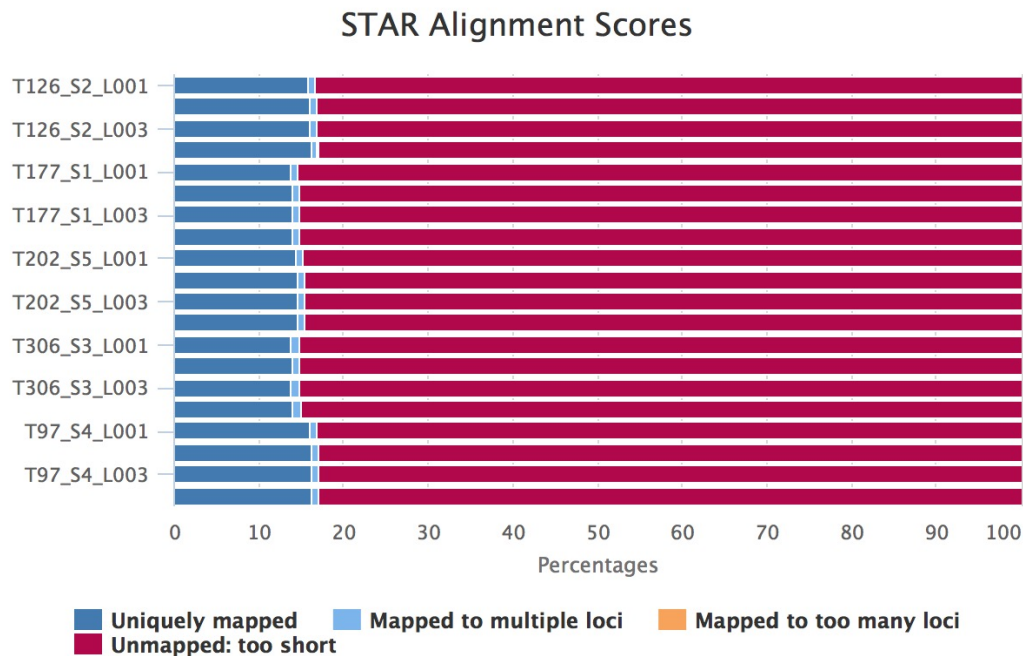 STAR Alignment Scores
T126_S2_L001
T126_S2_L003
T177_S1_L001
T177_S1_L003
T202_S5_L001
T202_S5_L003
T306_S3_L001
T306_S3_L003
T97_S4_L001
T97_S4_L003
0 10 20 30 40 50 60 70 80 90 100
Percentages
Uniquely mapped Mapped to multiple loci Mapped to too many loci
Unmapped: too short